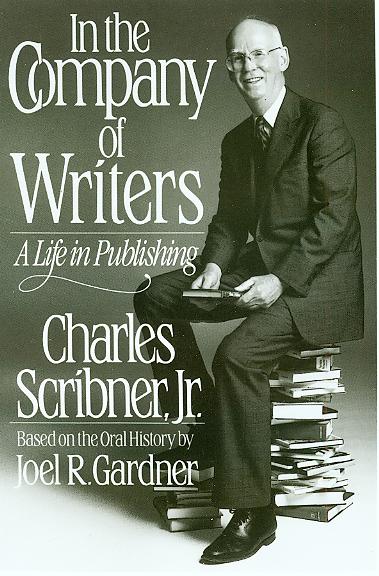 In the
Company
of
Writers
A Life in Publishing
Charles
Scribner, Jr.
Based on the Oral History by
Joel R. Gardner